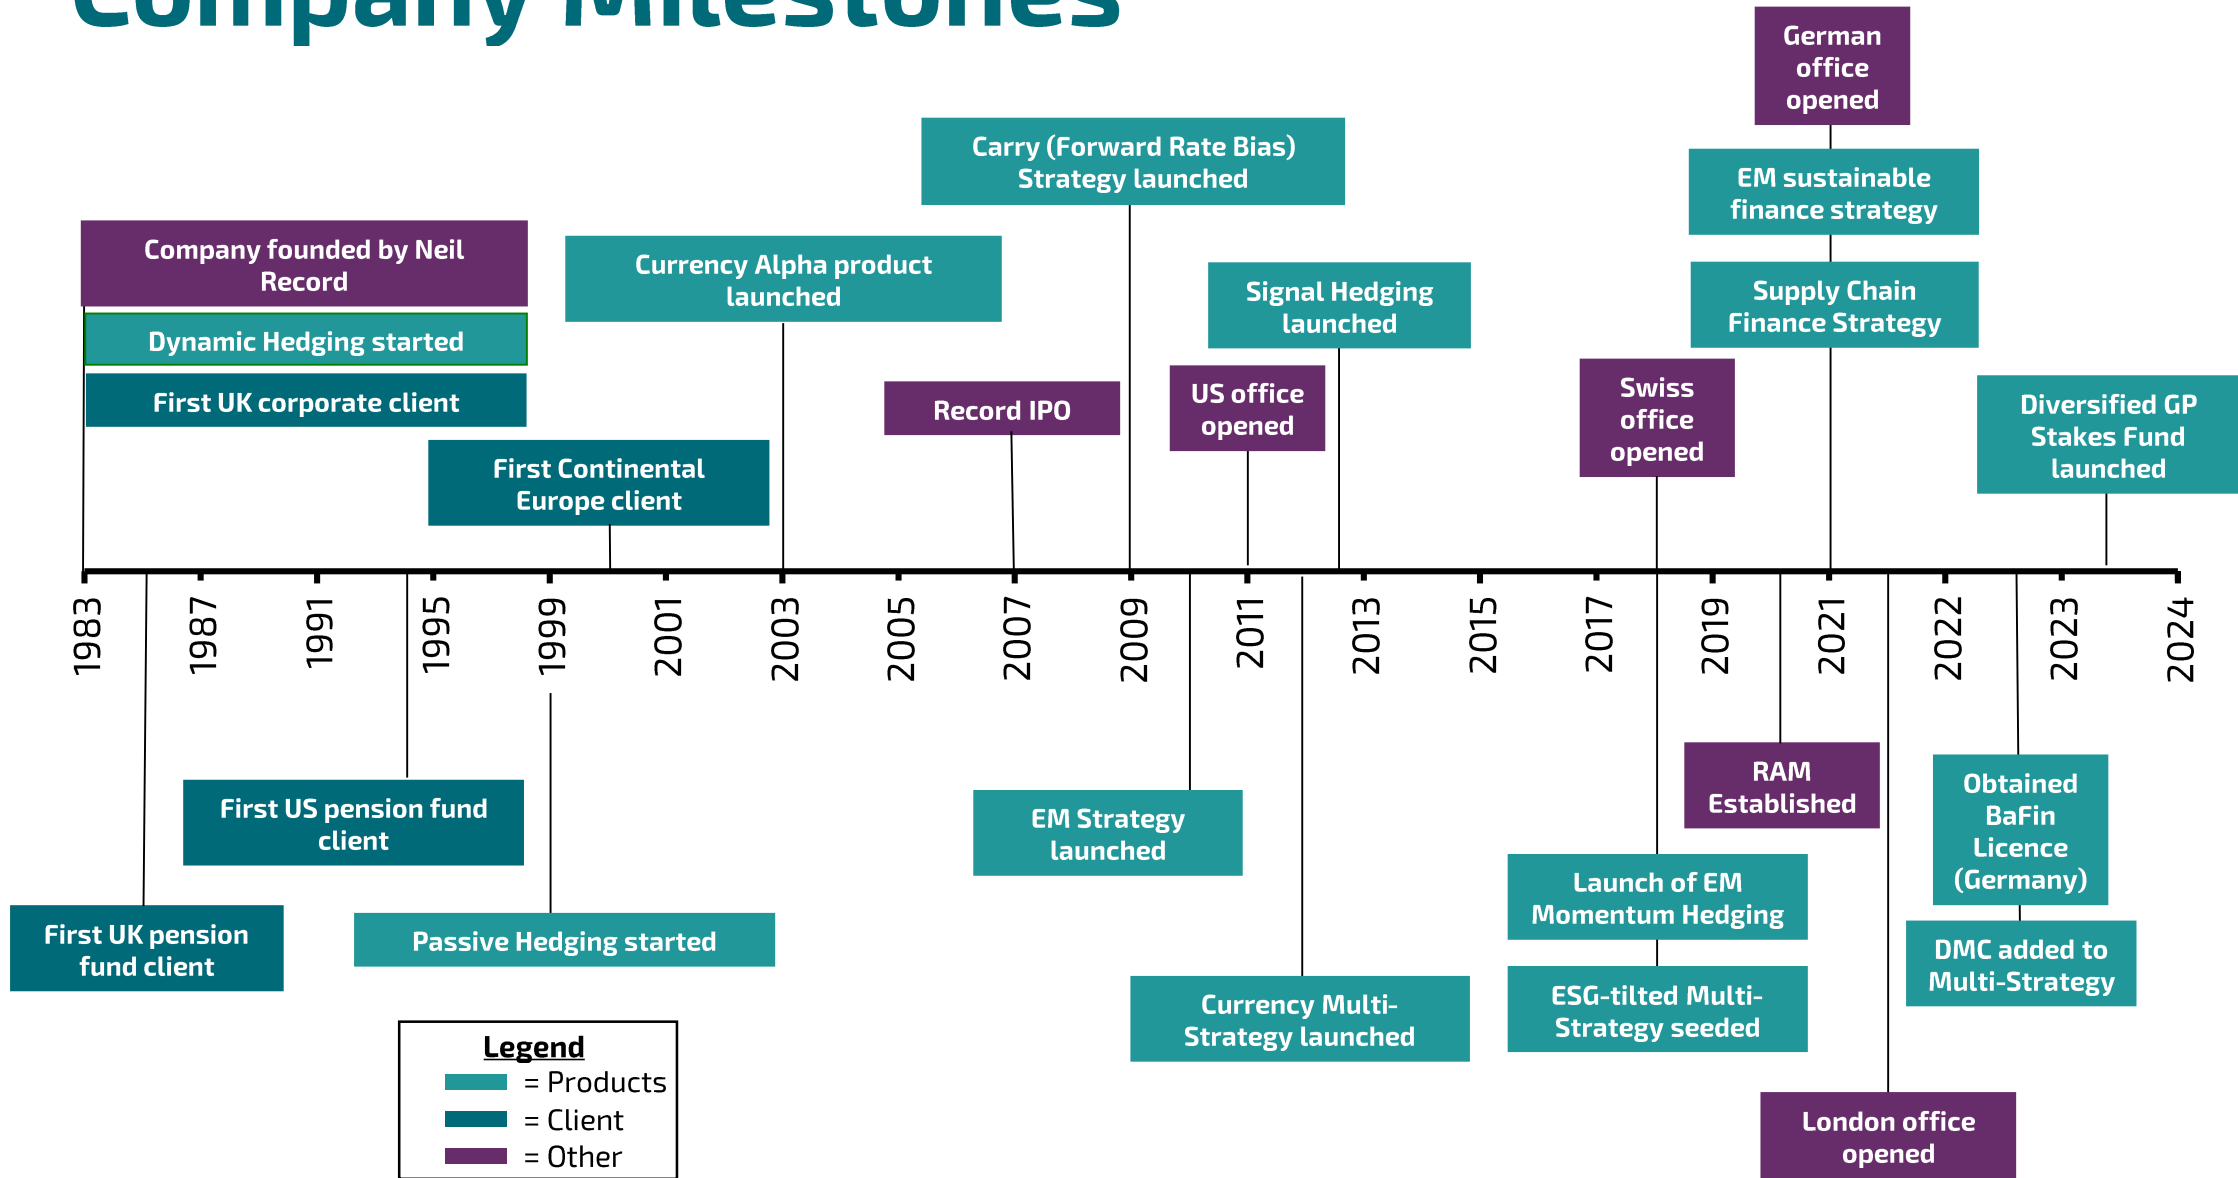 Company Milestones
German
office
opened
Carry (Forward Rate Bias)
Strategy launched
EM sustainable
finance strategy
Company founded by Neil
Record
Currency Alpha product
launched
Signal Hedging
launched
Supply Chain
Finance Strategy
Dynamic Hedging started
First UK corporate client
Record IPO
US office
opened
Swiss
office
opened
Diversified GP
Stakes Fund
launched
First Continental
Europe client
1983
1987
1991
1995
1999
2001
2003
2005
2007
2009
2011
2013
2015
2017
2019
2021
2022
2023
2024
First US pension fund
client
EM Strategy
launched
RAM
Established
Obtained
BaFin
Licence
(Germany)
First UK pension
fund client
Passive Hedging started
Launch of EM
Momentum Hedging
DMC added to
Multi-Strategy
Currency Multi-
Strategy launched
ESG-tilted Multi-
Strategy seeded
London office
opened
Legend
= Products
= Client
= Other